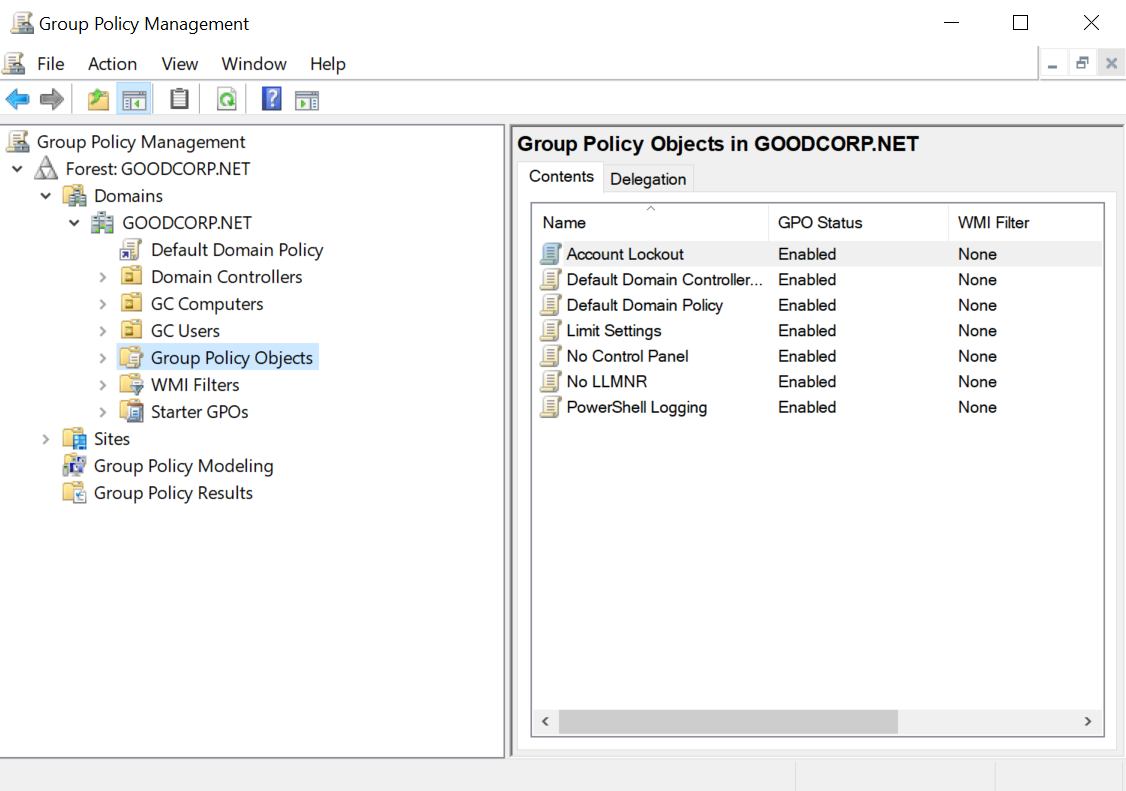 Group Policy Management
File Action View Window Help
Group Policy Management
Forest: GOODCORP.NET
Domains
GOODCORP.NET
Default Domain Policy
Domain Controllers
GC Computers
GC Users
Group Policy Objects
WMI Filters
Starter GPOs
Sites
Group Policy Modeling
Group Policy Results
Group Policy Objects in GOODCORP.NET
Contents Delegation
Name GPO Status WMI Filter
Account Lockout Enabled None
Default Domain Controller... Enabled None
Default Domain Policy Enabled None
Limit Settings Enabled None
No Control Panel Enabled None
No LLMNR Enabled None
PowerShell Logging Enabled None